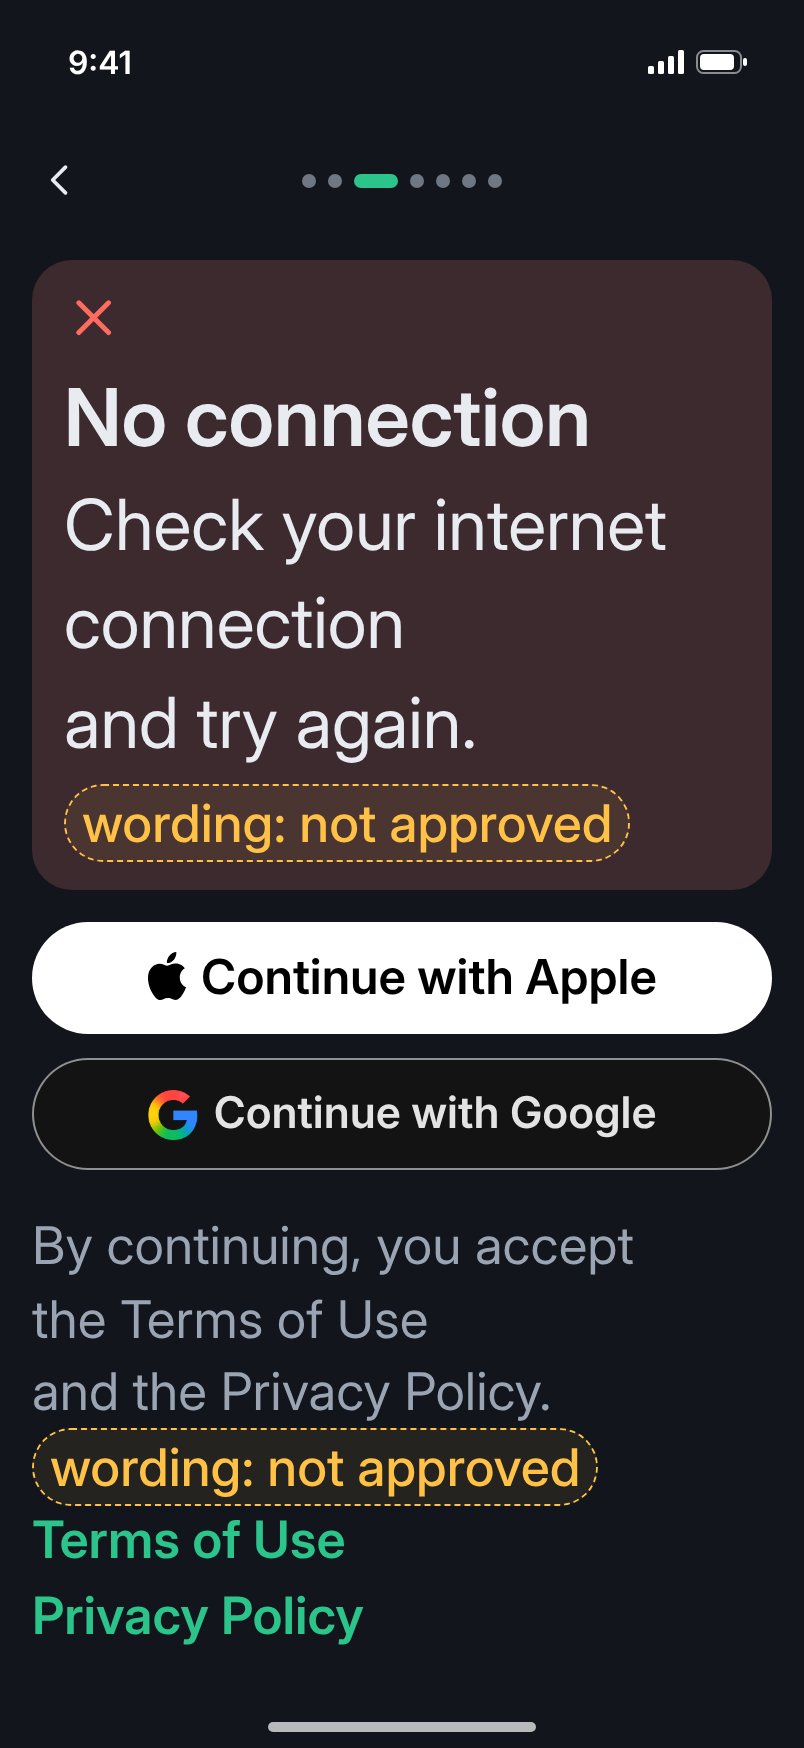 9:41
No connection
Check your internet
connection
and try again.
wording: not approved
Continue with Apple
Continue with Google
By continuing, you accept
the Terms of Use
and the Privacy Policy.
wording: not approved
Terms of Use
Privacy Policy